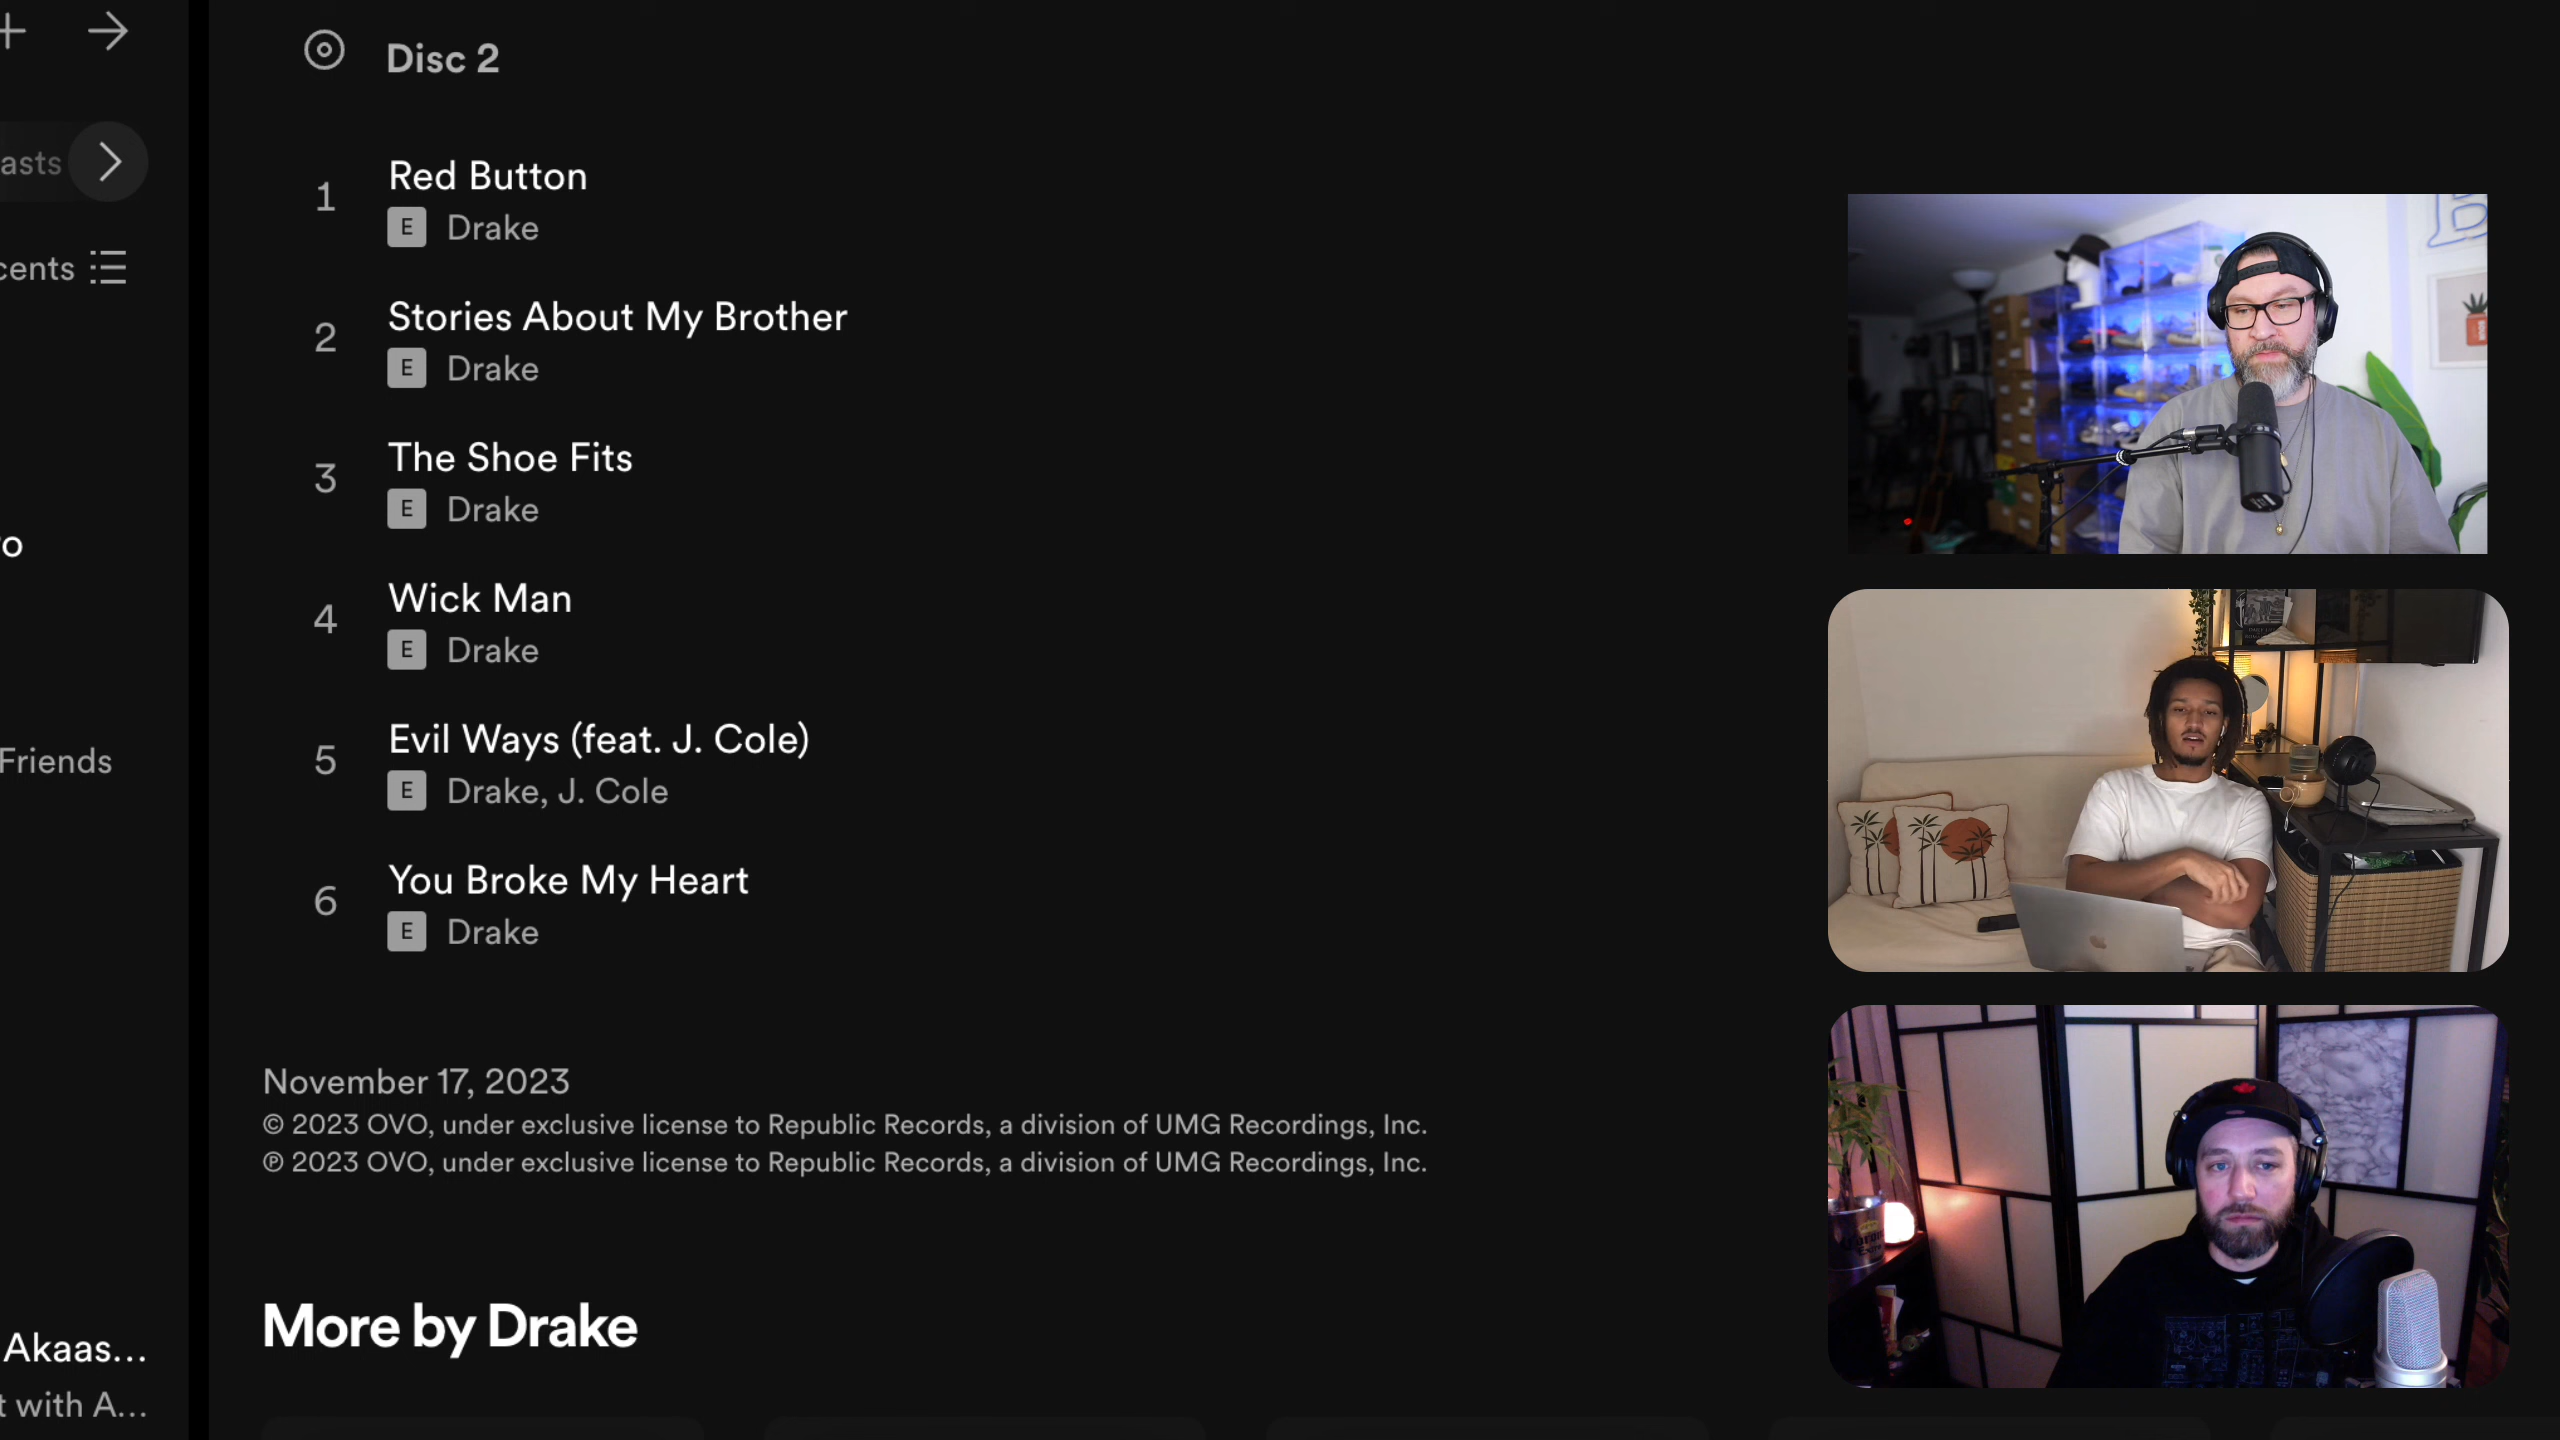 asts
cents
ro
Friends
Akaas...
t with A...
Disc 2
1
Red Button
E Drake
2
Stories About My Brother
E Drake
3
The Shoe Fits
E Drake
4
Wick Man
E Drake
5
Evil Ways (feat. J. Cole)
E Drake, J. Cole
6
You Broke My Heart
E Drake
November 17, 2023
© 2023 OVO, under exclusive license to Republic Records, a division of UMG Recordings, Inc.
℗ 2023 OVO, under exclusive license to Republic Records, a division of UMG Recordings, Inc.
More by Drake